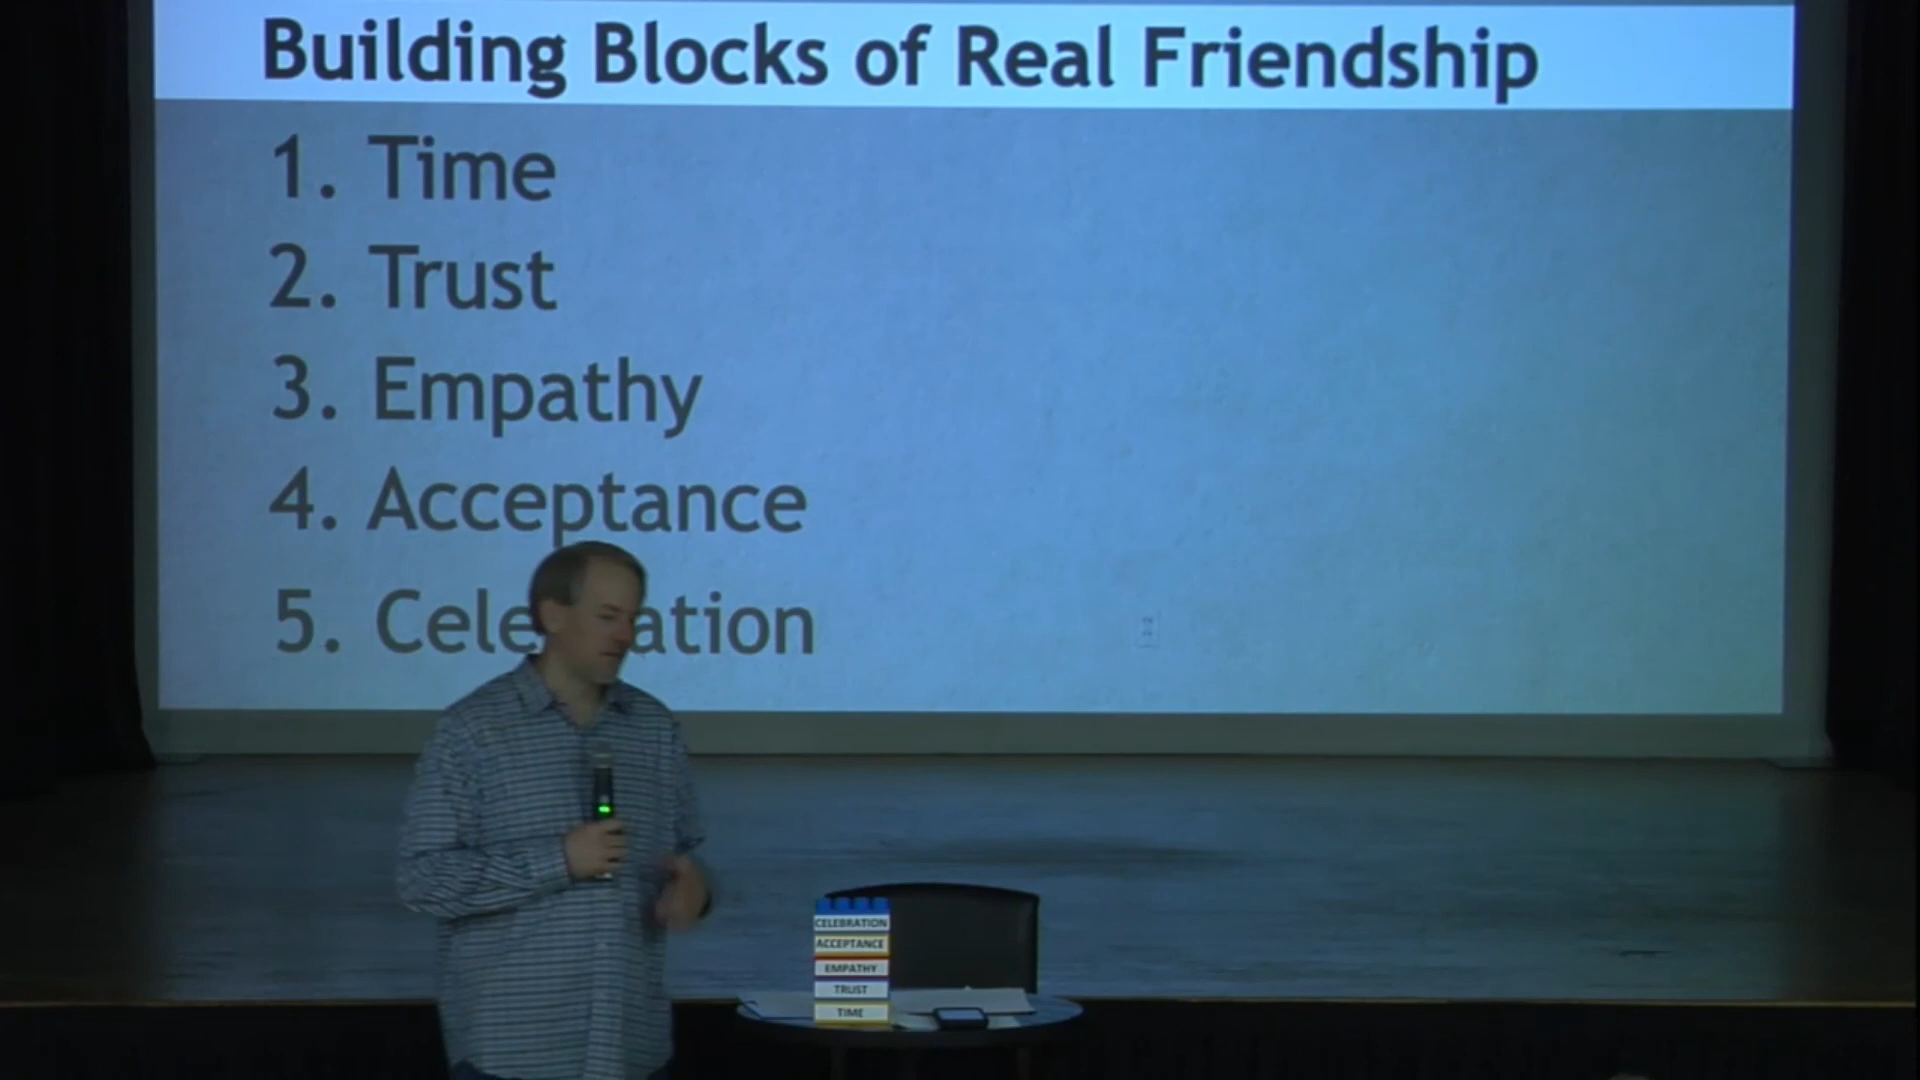 Building Blocks of Real Friendship
1. Time
2. Trust
3. Empathy
4. Acceptance
5. Cele ation
CELEBRATION
ACCEPTANCE
EMPATHY
TRUST
TIME